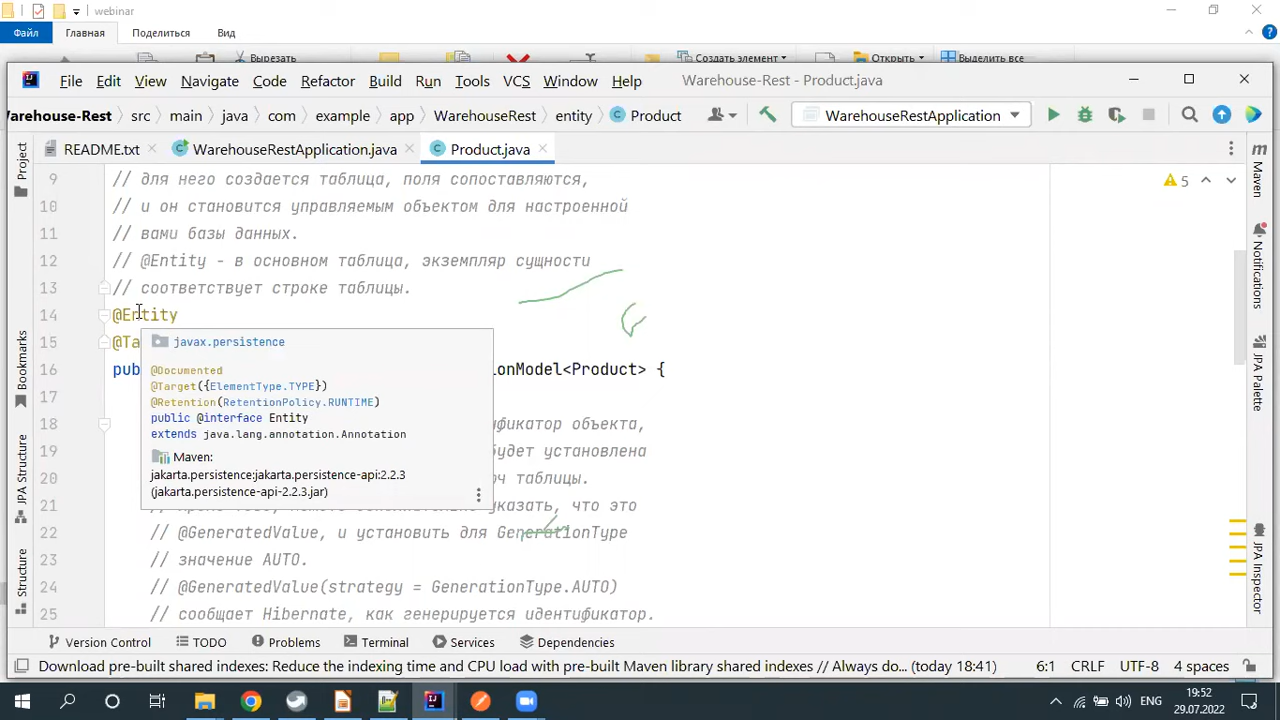 webinar
Файл
Главная
Поделиться
Вид
Вырезать
Создать элемент
Открыть
Выделить все
File Edit View Navigate Code Refactor Build Run Tools VCS Window Help
Warehouse-Rest - Product.java
arehouse-Rest
src
main
java
com
example
app
WarehouseRest
entity
Product
WarehouseRestApplication
README.txt
WarehouseRestApplication.java
Product.java
5
9 // для него создается таблица, поля сопоставляются,
10 // и он становится управляемым объектом для настроенной
11 // вами базы данных.
12 // @Entity - в основном таблица, экземпляр сущности
13 // соответствует строке таблицы.
14 @Entity
15 @Ta
16 pub onModel<Product> {
17
18 ификатор объекта,
19 будет установлена
20 ч таблицы.
21 указать, что это
22 // @GeneratedValue, и установить для GenerationType
23 // значение AUTO.
24 // @GeneratedValue(strategy = GenerationType.AUTO)
25 // сообщает Hibernate, как генерируется идентификатор.
javax.persistence
@Documented
@Target({ElementType.TYPE})
@Retention(RetentionPolicy.RUNTIME)
public @interface Entity
extends java.lang.annotation.Annotation
Maven:
jakarta.persistence:jakarta.persistence-api:2.2.3
(jakarta.persistence-api-2.2.3.jar)
Project
Bookmarks
JPA Structure
Structure
Maven
Notifications
JPA Palette
JPA Inspector
Version Control
TODO
Problems
Terminal
Services
Dependencies
Download pre-built shared indexes: Reduce the indexing time and CPU load with pre-built Maven library shared indexes // Always do... (today 18:41)
6:1 CRLF UTF-8 4 spaces
ENG
19:52
29.07.2022